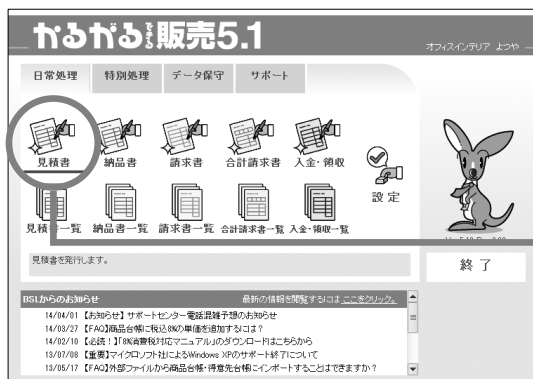 かるがるできる販売5.1
オフィスインテリア よつや
日常処理 特別処理 データ保守 サポート
見積書 納品書 請求書 合計請求書 入金・領収
設定
見積書一覧 納品書一覧 請求書一覧 合計請求書一覧 入金・領収一覧
見積書を発行します。
終了
BSLからのお知らせ 最新の情報を閲覧するには ここをクリック。
14/04/01 【お知らせ】サポートセンター電話混雑予想のお知らせ
14/03/27 【FAQ】商品台帳に税込8%の単価を追加するには？
14/02/10 【必読！】「8%消費税対応マニュアル」のダウンロードはこちらから
13/07/08 【重要】マイクロソフト社によるWindows XPのサポート終了について
13/05/17 【FAQ】外部ファイルから商品台帳・得意先台帳にインポートすることはできますか？